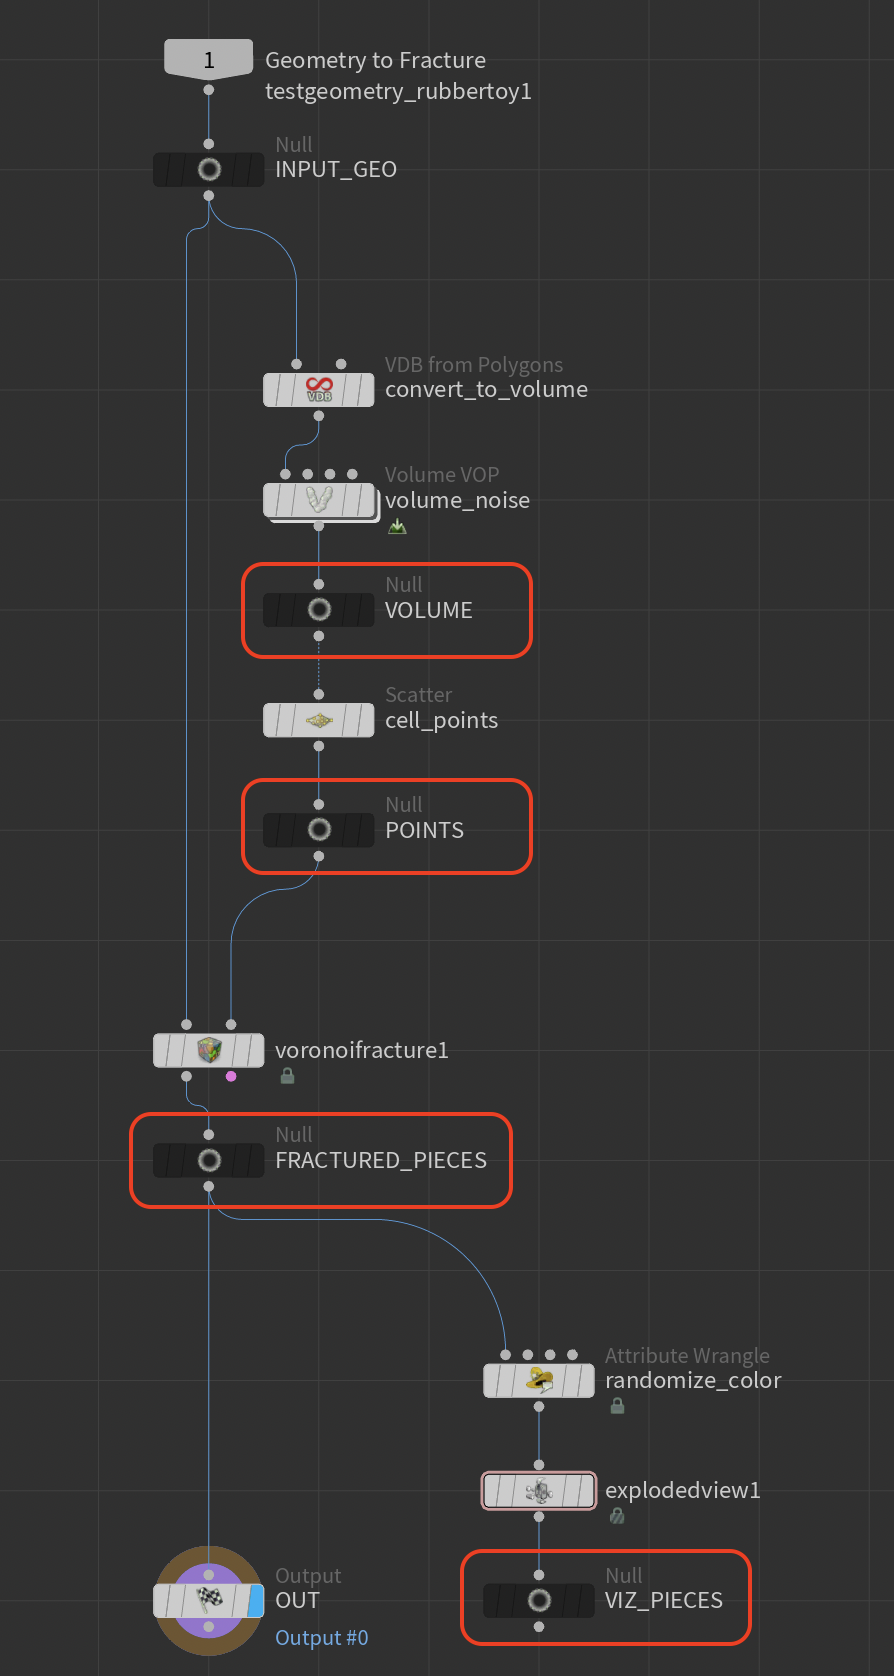 1
Geometry to Fracture
testgeometry_rubbertoy1
Null
INPUT_GEO
VDB from Polygons
convert_to_volume
VDB
Volume VOP
volume_noise
Null
VOLUME
Scatter
cell_points
Null
POINTS
voronoifracture1
Null
FRACTURED_PIECES
Attribute Wrangle
randomize_color
explodedview1
Output
OUT
Output #0
Null
VIZ_PIECES